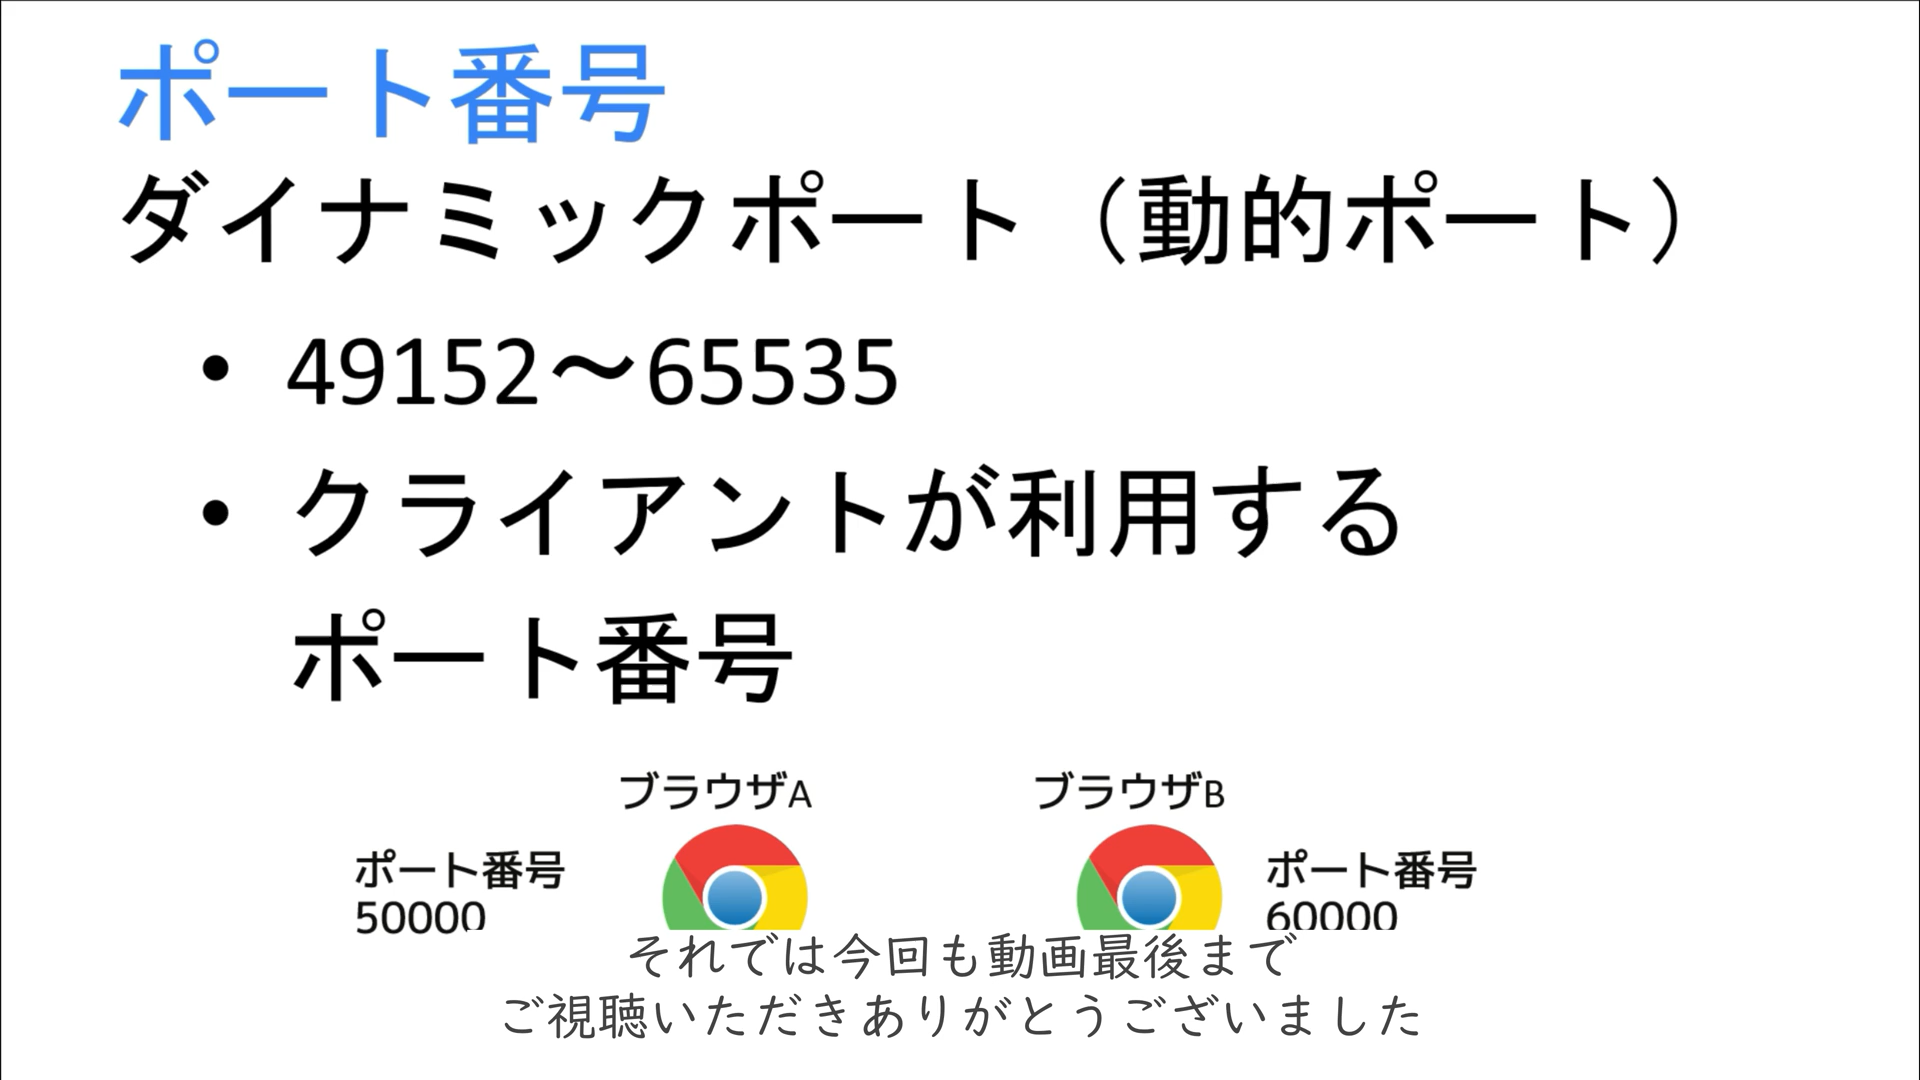 ポート番号
ダイナミックポート（動的ポート）
• 49152～65535
• クライアントが利用する
ポート番号
ブラウザA
ブラウザB
ポート番号
50000
ポート番号
60000
それでは今回も動画最後まで
ご視聴いただきありがとうございました